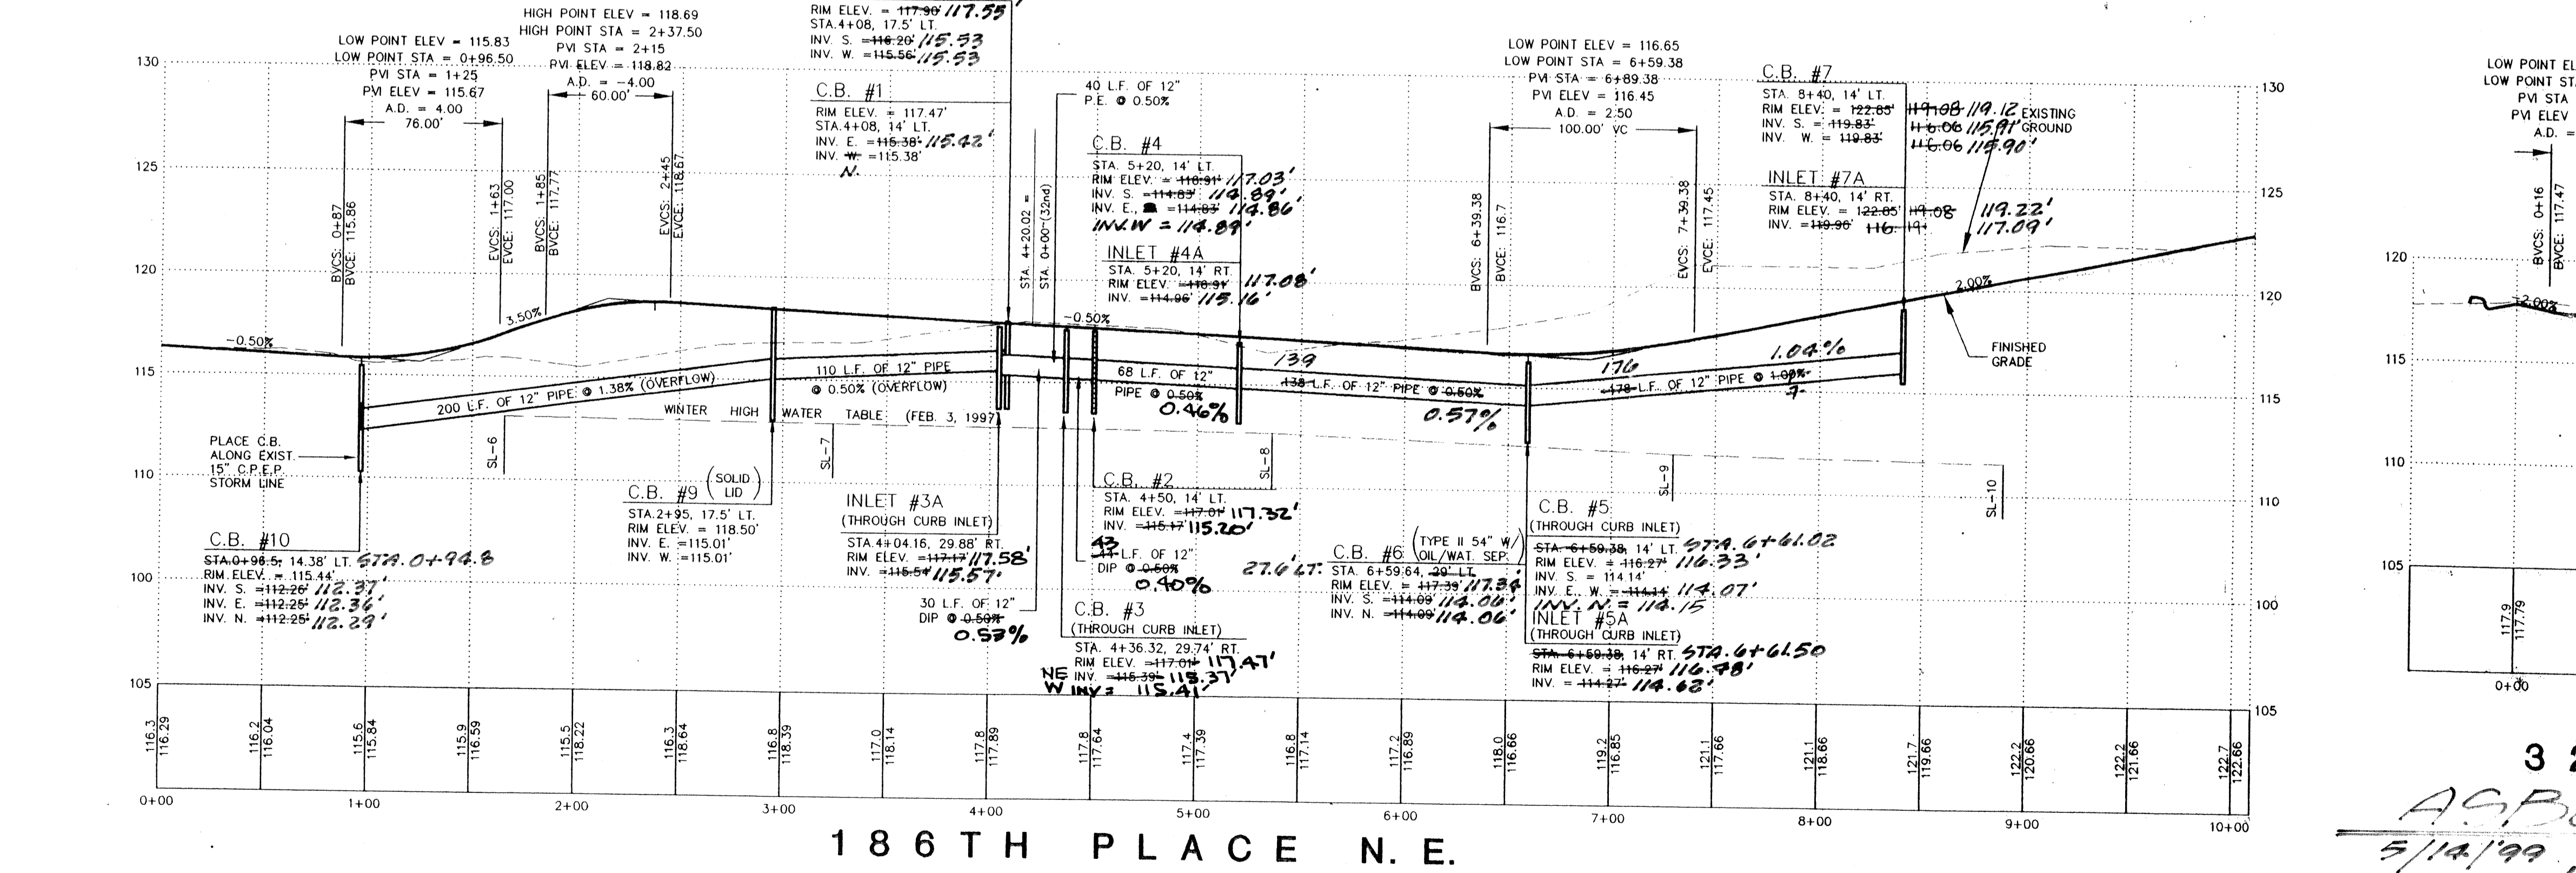 HIGH POINT ELEV = 118.69
HIGH POINT STA = 2+37.50
PVI STA = 2+15
PVI ELEV = 118.82
A.D. = -4.00
60.00'
LOW POINT ELEV = 115.83
LOW POINT STA = 0+96.50
PVI STA = 1+25
PVI ELEV = 115.67
A.D. = 4.00
76.00'
RIM ELEV. = 117.90' 117.55'
STA.4+08, 17.5' LT.
INV. S. =116.20' 115.53
INV. W. =115.56' 115.53
C.B. #1
RIM ELEV. = 117.47'
STA.4+08, 14' LT.
INV. E. =115.38' 115.42'
INV. W. =115.38'
N.
40 L.F. OF 12"
P.E. @ 0.50%
C.B. #4
STA. 5+20, 14' LT.
RIM ELEV. = 116.91' 117.03'
INV. S. =114.83' 114.89'
INV. E., =114.83' 114.86'
INV.W = 114.89'
INLET #4A
STA. 5+20, 14' RT.
RIM ELEV. =116.91' 117.08'
INV. =114.96' 115.16'
LOW POINT ELEV = 116.65
LOW POINT STA = 6+59.38
PVI STA = 6+89.38
PVI ELEV = 116.45
A.D. = 2.50
100.00' VC
C.B. #7
STA. 8+40, 14' LT.
RIM ELEV. = 122.85' 119.08 119.12
INV. S. =119.83' 116.06 115.91'
INV. W. = 119.83' 116.06 115.90'
EXISTING
GROUND
INLET #7A
STA. 8+40, 14' RT.
RIM ELEV. = 122.85' 119.08 119.22'
INV. =119.96' 116.19 117.09'
LOW POINT EL
LOW POINT ST
PVI STA
PVI ELEV
A.D. =
130
125
120
115
110
100
105
130
125
120
115
110
100
105
120
115
110
105
BVCS: 0+87
BVCE: 115.86
EVCS: 1+63
EVCE: 117.00
BVCS: 1+85
BVCE: 117.77
EVCS: 2+45
EVCE: 118.67
STA. 4+20.02 =
STA. 0+00 (32nd)
BVCS: 6+39.38
BVCE: 116.7
EVCS: 7+39.38
EVCE: 117.45
BVCS: 0+16
BVCE: 117.47
-0.50%
3.50%
-0.50%
2.00%
-2.00%
FINISHED
GRADE
200 L.F. OF 12" PIPE @ 1.38% (OVERFLOW)
110 L.F. OF 12" PIPE
@ 0.50% (OVERFLOW)
68 L.F. OF 12"
PIPE @ 0.50%
0.46%
139
138 L.F. OF 12" PIPE @ 0.50%
0.57%
176
1.04%
178 L.F. OF 12" PIPE @ 1.00%
WINTER HIGH WATER TABLE (FEB. 3, 1997)
SL-6
SL-7
SL-8
SL-9
SL-10
PLACE C.B.
ALONG EXIST.
15" C.P.E.P.
STORM LINE
C.B. #10
STA.0+96.5, 14.38' LT. STA. 0+94.8
RIM ELEV. = 115.44'
INV. S. =112.26' 112.37'
INV. E. =112.25' 112.36'
INV. N. =112.25' 112.29'
C.B. #9 (SOLID LID)
STA.2+95, 17.5' LT.
RIM ELEV. = 118.50'
INV. E. =115.01'
INV. W. =115.01
INLET #3A
(THROUGH CURB INLET)
STA.4+04.16, 29.88' RT.
RIM ELEV. =117.17' 117.58'
INV. =115.54' 115.57'
30 L.F. OF 12"
DIP @ 0.50%
0.53%
C.B. #2
STA. 4+50, 14' LT.
RIM ELEV. =117.01' 117.32'
INV. =115.17' 115.20'
43
44 L.F. OF 12"
DIP @ 0.50%
0.40%
C.B. #3
(THROUGH CURB INLET)
STA. 4+36.32, 29.74' RT.
RIM ELEV. =117.01' 117.47'
NE INV. =115.39' 115.37'
W INV = 115.41'
C.B. #6 (TYPE II 54" W/ OIL/WAT. SEP.)
27.6' LT.
STA. 6+59.64, 29' LT.
RIM ELEV. = 117.39' 117.34
INV. S. =114.09' 114.06'
INV. N. =114.09' 114.06'
C.B. #5
(THROUGH CURB INLET)
STA. 6+59.38, 14' LT. STA. 6+61.02
RIM ELEV. = 116.27' 116.33'
INV. S. = 114.14'
INV. E., W. =114.14' 114.07'
INV. N. = 114.15
INLET #5A
(THROUGH CURB INLET)
STA. 6+59.38, 14' RT. STA. 6+61.50
RIM ELEV. = 116.27' 116.78'
INV. = 114.27' 114.62'
116.3 116.29
116.2 116.04
115.6 115.84
115.9 116.59
115.5 118.22
116.3 118.64
116.8 118.39
117.0 118.14
117.8 117.89
117.8 117.64
117.4 117.39
116.8 117.14
117.2 116.89
118.0 116.66
119.2 116.85
121.1 117.66
121.1 118.66
121.7 119.66
122.2 120.66
122.2 121.66
122.7 122.66
117.9 117.79
0+00
1+00
2+00
3+00
4+00
5+00
6+00
7+00
8+00
9+00
10+00
0+00
186TH PLACE N.E.
3
5/14/99